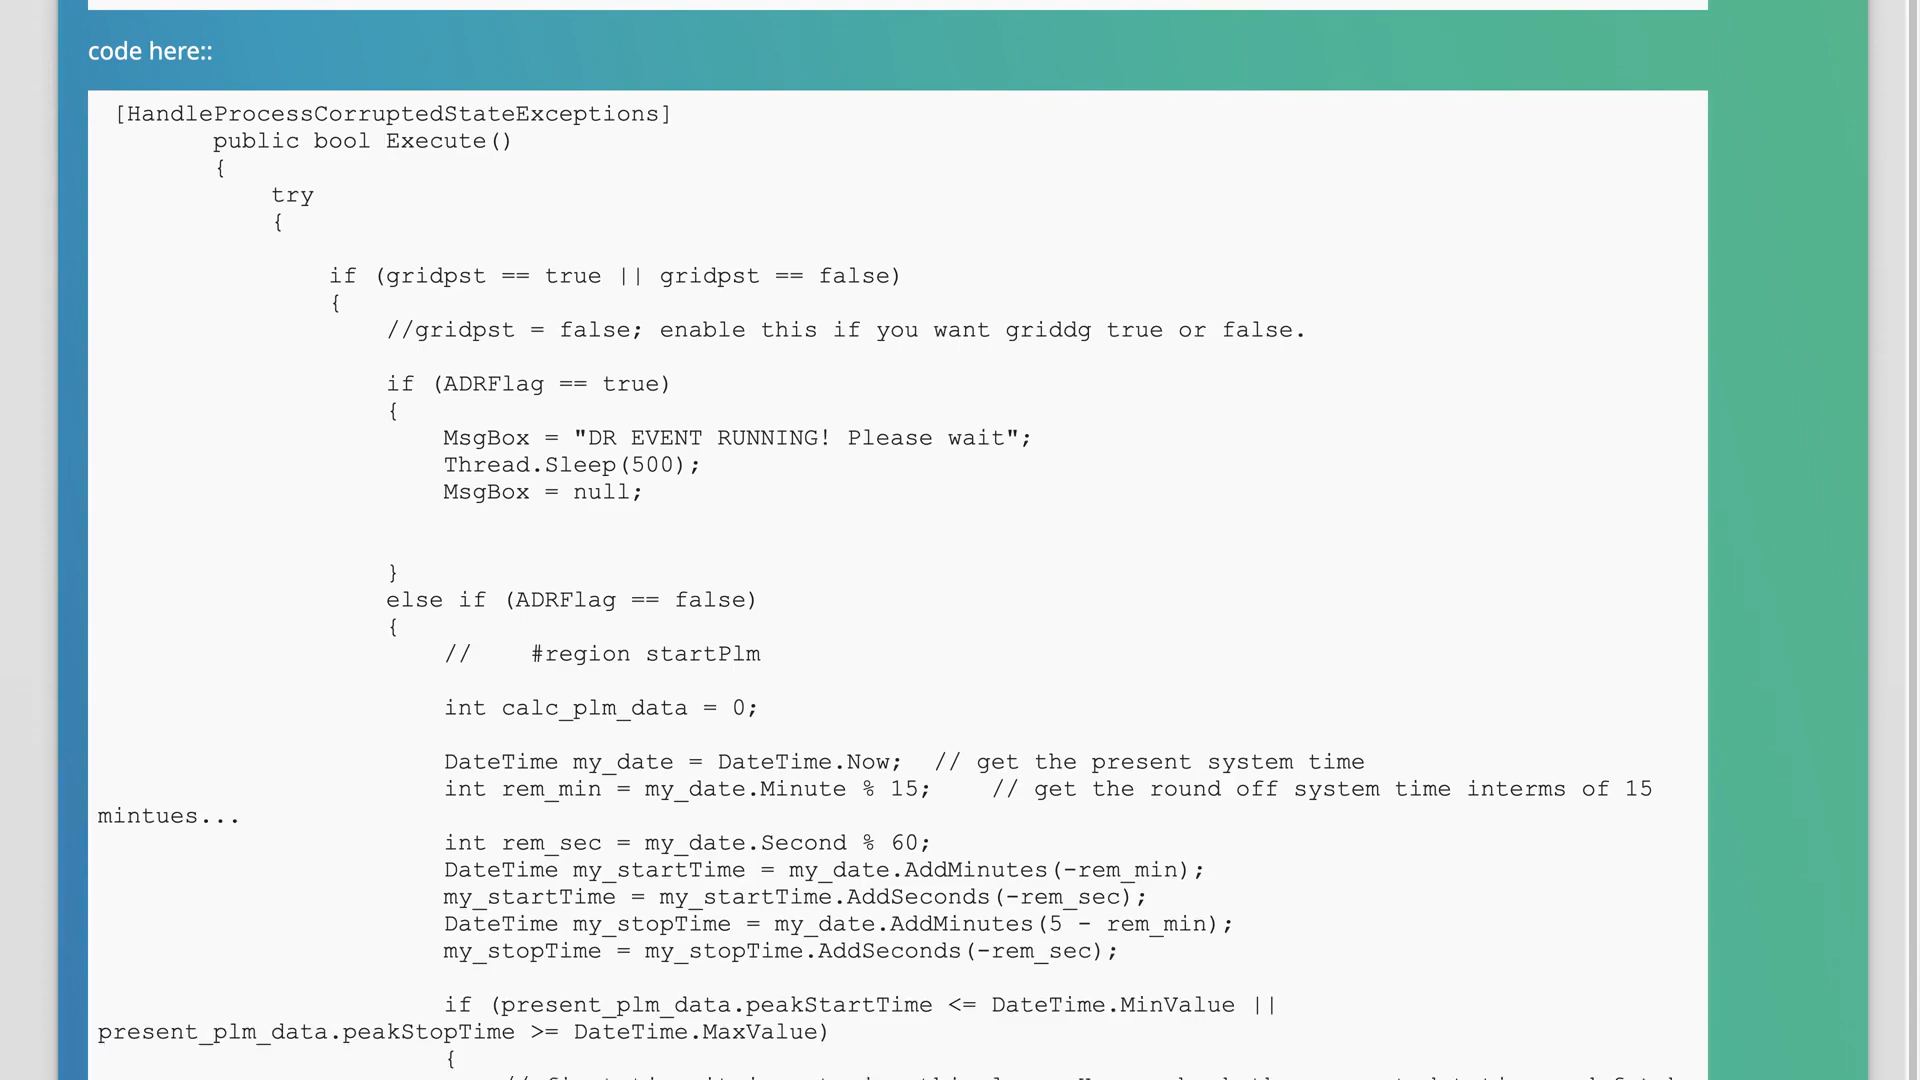 code here::
[HandleProcessCorruptedStateExceptions]
public bool Execute()
{
try
{
if (gridpst == true || gridpst == false)
{
//gridpst = false; enable this if you want griddg true or false.
if (ADRFlag == true)
{
MsgBox = "DR EVENT RUNNING! Please wait";
Thread.Sleep(500);
MsgBox = null;
}
else if (ADRFlag == false)
{
//    #region startPlm
int calc_plm_data = 0;
DateTime my_date = DateTime.Now;  // get the present system time
int rem_min = my_date.Minute % 15;    // get the round off system time interms of 15
mintues...
int rem_sec = my_date.Second % 60;
DateTime my_startTime = my_date.AddMinutes(-rem_min);
my_startTime = my_startTime.AddSeconds(-rem_sec);
DateTime my_stopTime = my_date.AddMinutes(5 - rem_min);
my_stopTime = my_stopTime.AddSeconds(-rem_sec);
if (present_plm_data.peakStartTime <= DateTime.MinValue ||
present_plm_data.peakStopTime >= DateTime.MaxValue)
{